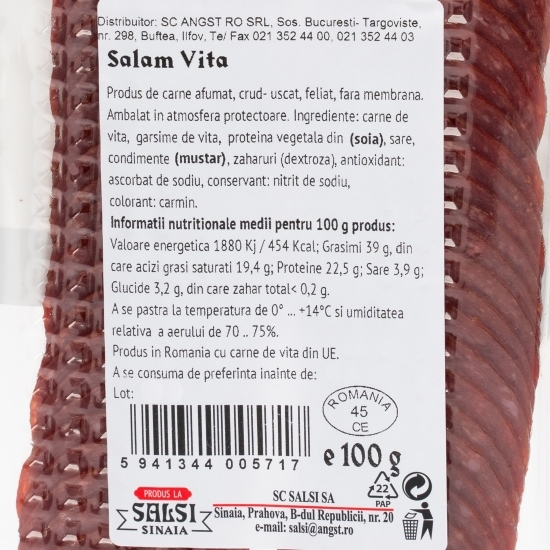 Distribuitor: SC ANGST RO SRL, Sos. Bucuresti- Targoviste,
nr. 298, Buftea, Ilfov, Te/ Fax 021 352 44 00, 021 352 44 03
Salam Vita
Produs de carne afumat, crud- uscat, feliat, fara membrana.
Ambalat in atmosfera protectoare. Ingrediente: carne de
vita, garsime de vita, proteina vegetala din (soia), sare,
condimente (mustar), zaharuri (dextroza), antioxidant:
ascorbat de sodiu, conservant: nitrit de sodiu,
colorant: carmin.
Informatii nutritionale medii pentru 100 g produs:
Valoare energetica 1880 Kj / 454 Kcal; Grasimi 39 g, din
care acizi grasi saturati 19,4 g; Proteine 22,5 g; Sare 3,9 g;
Glucide 3,2 g, din care zahar total< 0,2 g.
A se pastra la temperatura de 0° ... +14°C si umiditatea
relativa a aerului de 70 .. 75%.
Produs in Romania cu carne de vita din UE.
A se consuma de preferinta inainte de:
Lot:
ROMANIA
45
CE
5 941344 005717
e 100 g
PRODUS LA
SALSI
SINAIA
SC SALSI SA
Sinaia, Prahova, B-dul Republicii, nr. 20
e-mail: salsi@angst.ro
22
PAP